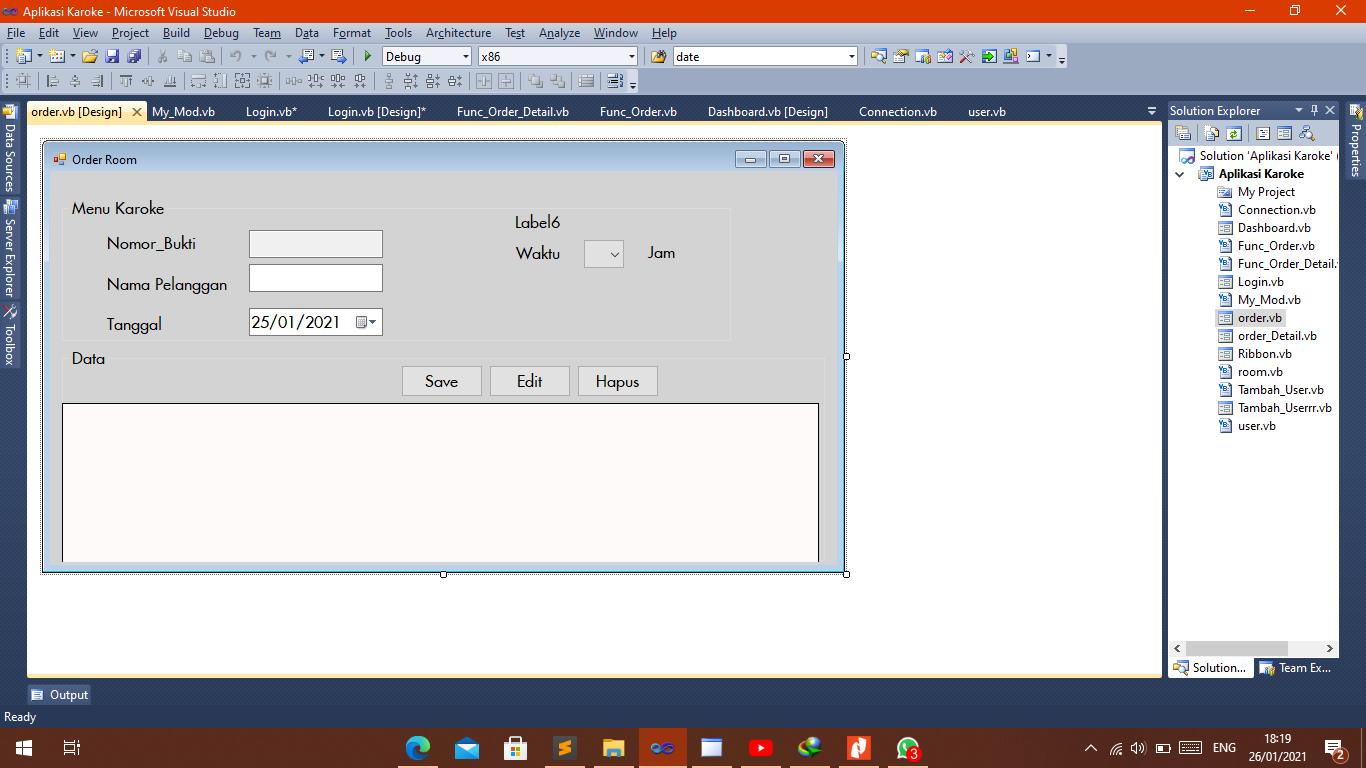 Aplikasi Karoke - Microsoft Visual Studio
File Edit View Project Build Debug Team Data Format Tools Architecture Test Analyze Window Help
Debug x86 date
order.vb [Design] My_Mod.vb Login.vb* Login.vb [Design]* Func_Order_Detail.vb Func_Order.vb Dashboard.vb [Design] Connection.vb user.vb
Data Sources
Server Explorer
Toolbox
Order Room
Menu Karoke
Nomor_Bukti
Nama Pelanggan
Tanggal
25/01/2021
Label6
Waktu
Jam
Data
Save Edit Hapus
Solution Explorer
Solution 'Aplikasi Karoke' (
Aplikasi Karoke
My Project
Connection.vb
Dashboard.vb
Func_Order.vb
Func_Order_Detail.
Login.vb
My_Mod.vb
order.vb
order_Detail.vb
Ribbon.vb
room.vb
Tambah_User.vb
Tambah_Userrr.vb
user.vb
Solution... Team Ex...
Properties
Output
Ready
3
ENG
18:19
26/01/2021
2